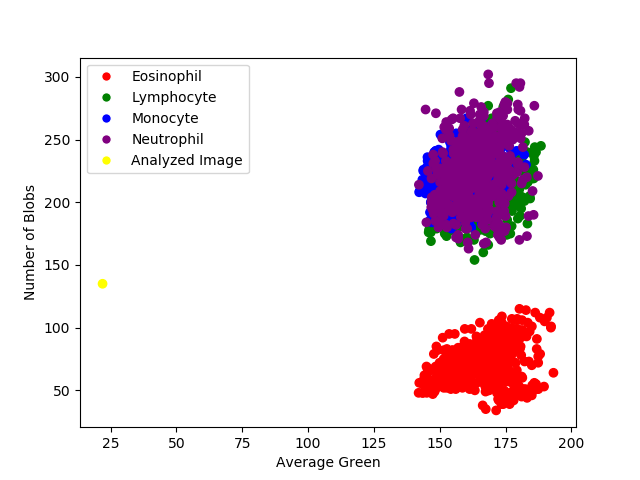 Eosinophil
Lymphocyte
Monocyte
Neutrophil
Analyzed Image
300
250
200
150
100
50
Number of Blobs
25
50
75
100
125
150
175
200
Average Green